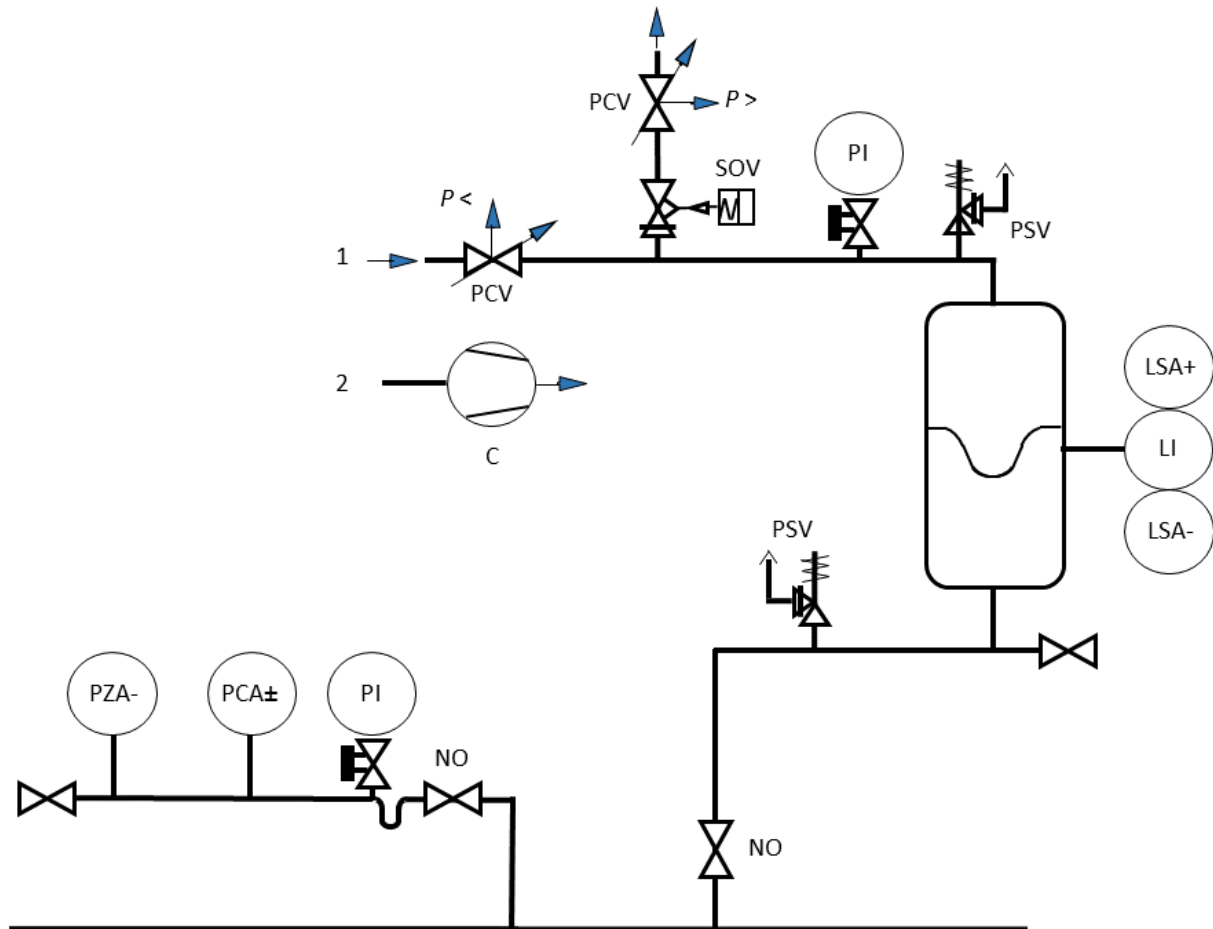 PCV
P >
PI
SOV
P <
PSV
1
PCV
2
C
LSA+
LI
LSA-
PSV
PZA-
PCA±
PI
NO
NO